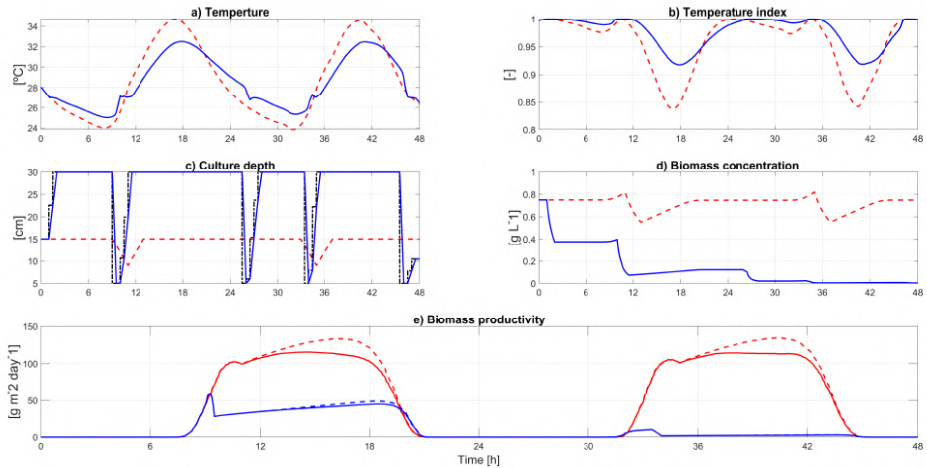 a) Temperture
[ºC]
34
32
30
28
26
24
0 6 12 18 24 30 36 42 48
b) Temperature index
[-]
1
0.95
0.9
0.85
0.8
0 6 12 18 24 30 36 42 48
c) Culture depth
[cm]
30
25
20
15
10
5
0 6 12 18 24 30 36 42 48
d) Biomass concentration
[g L^-1]
1
0.8
0.4
0.2
0
0 6 12 18 24 30 36 42 48
e) Biomass productivity
[g m^-2 day^-1]
150
100
50
0
0 6 12 18 24 30 36 42 48
Time [h]